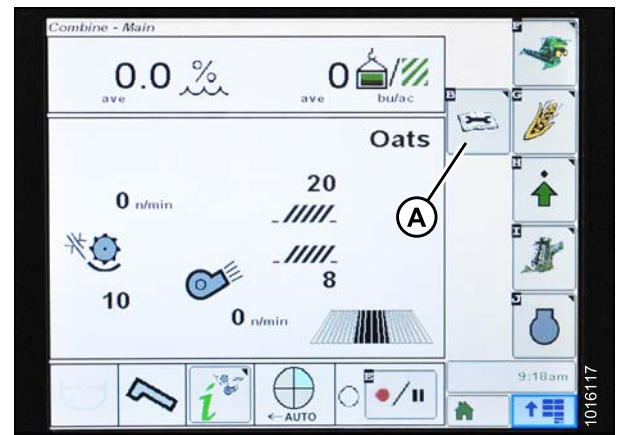 Combine - Main
F
0.0 %
ave
0 /
ave bu/ac
B
G
Oats
A
H
0 n/min
20
I
8
10
0 n/min
J
← AUTO
E
/
9:18am
1016117